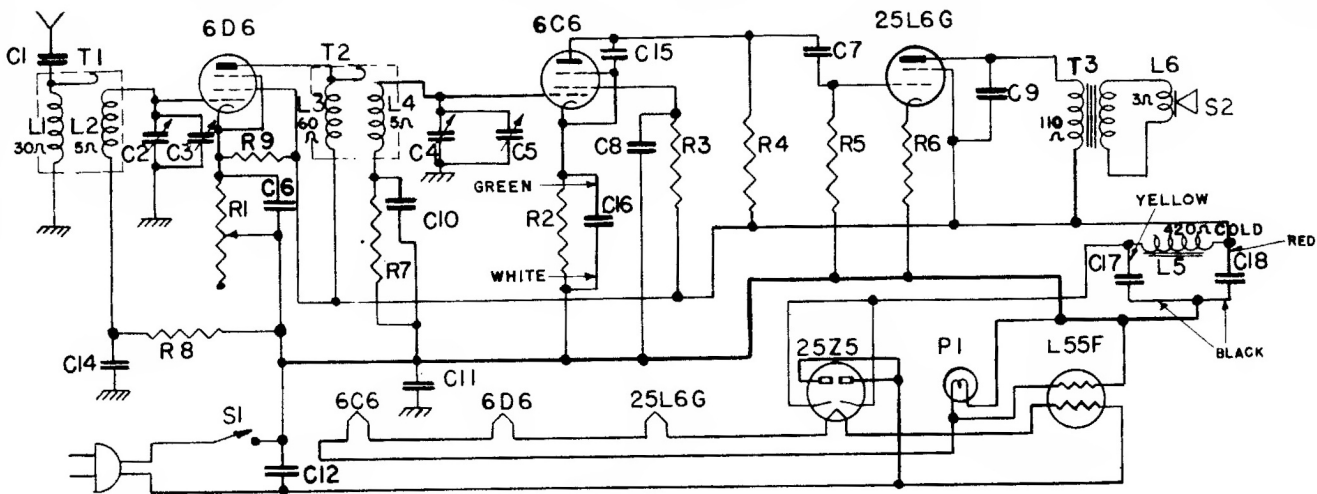 6D6
6C6
25L6G
C1
T1
T2
C15
C7
T3
L6
3Ω
S2
L1
30Ω
L2
5Ω
C2
C3
R9
L3
60Ω
L4
5Ω
C4
C5
C8
R3
R4
R5
R6
C9
110Ω
GREEN
YELLOW
R1
C6
C10
R2
C16
420Ω COLD
RED
R7
WHITE
C17
L5
C18
R8
C14
C11
25Z5
P1
L55F
BLACK
S1
6C6
6D6
25L6G
C12